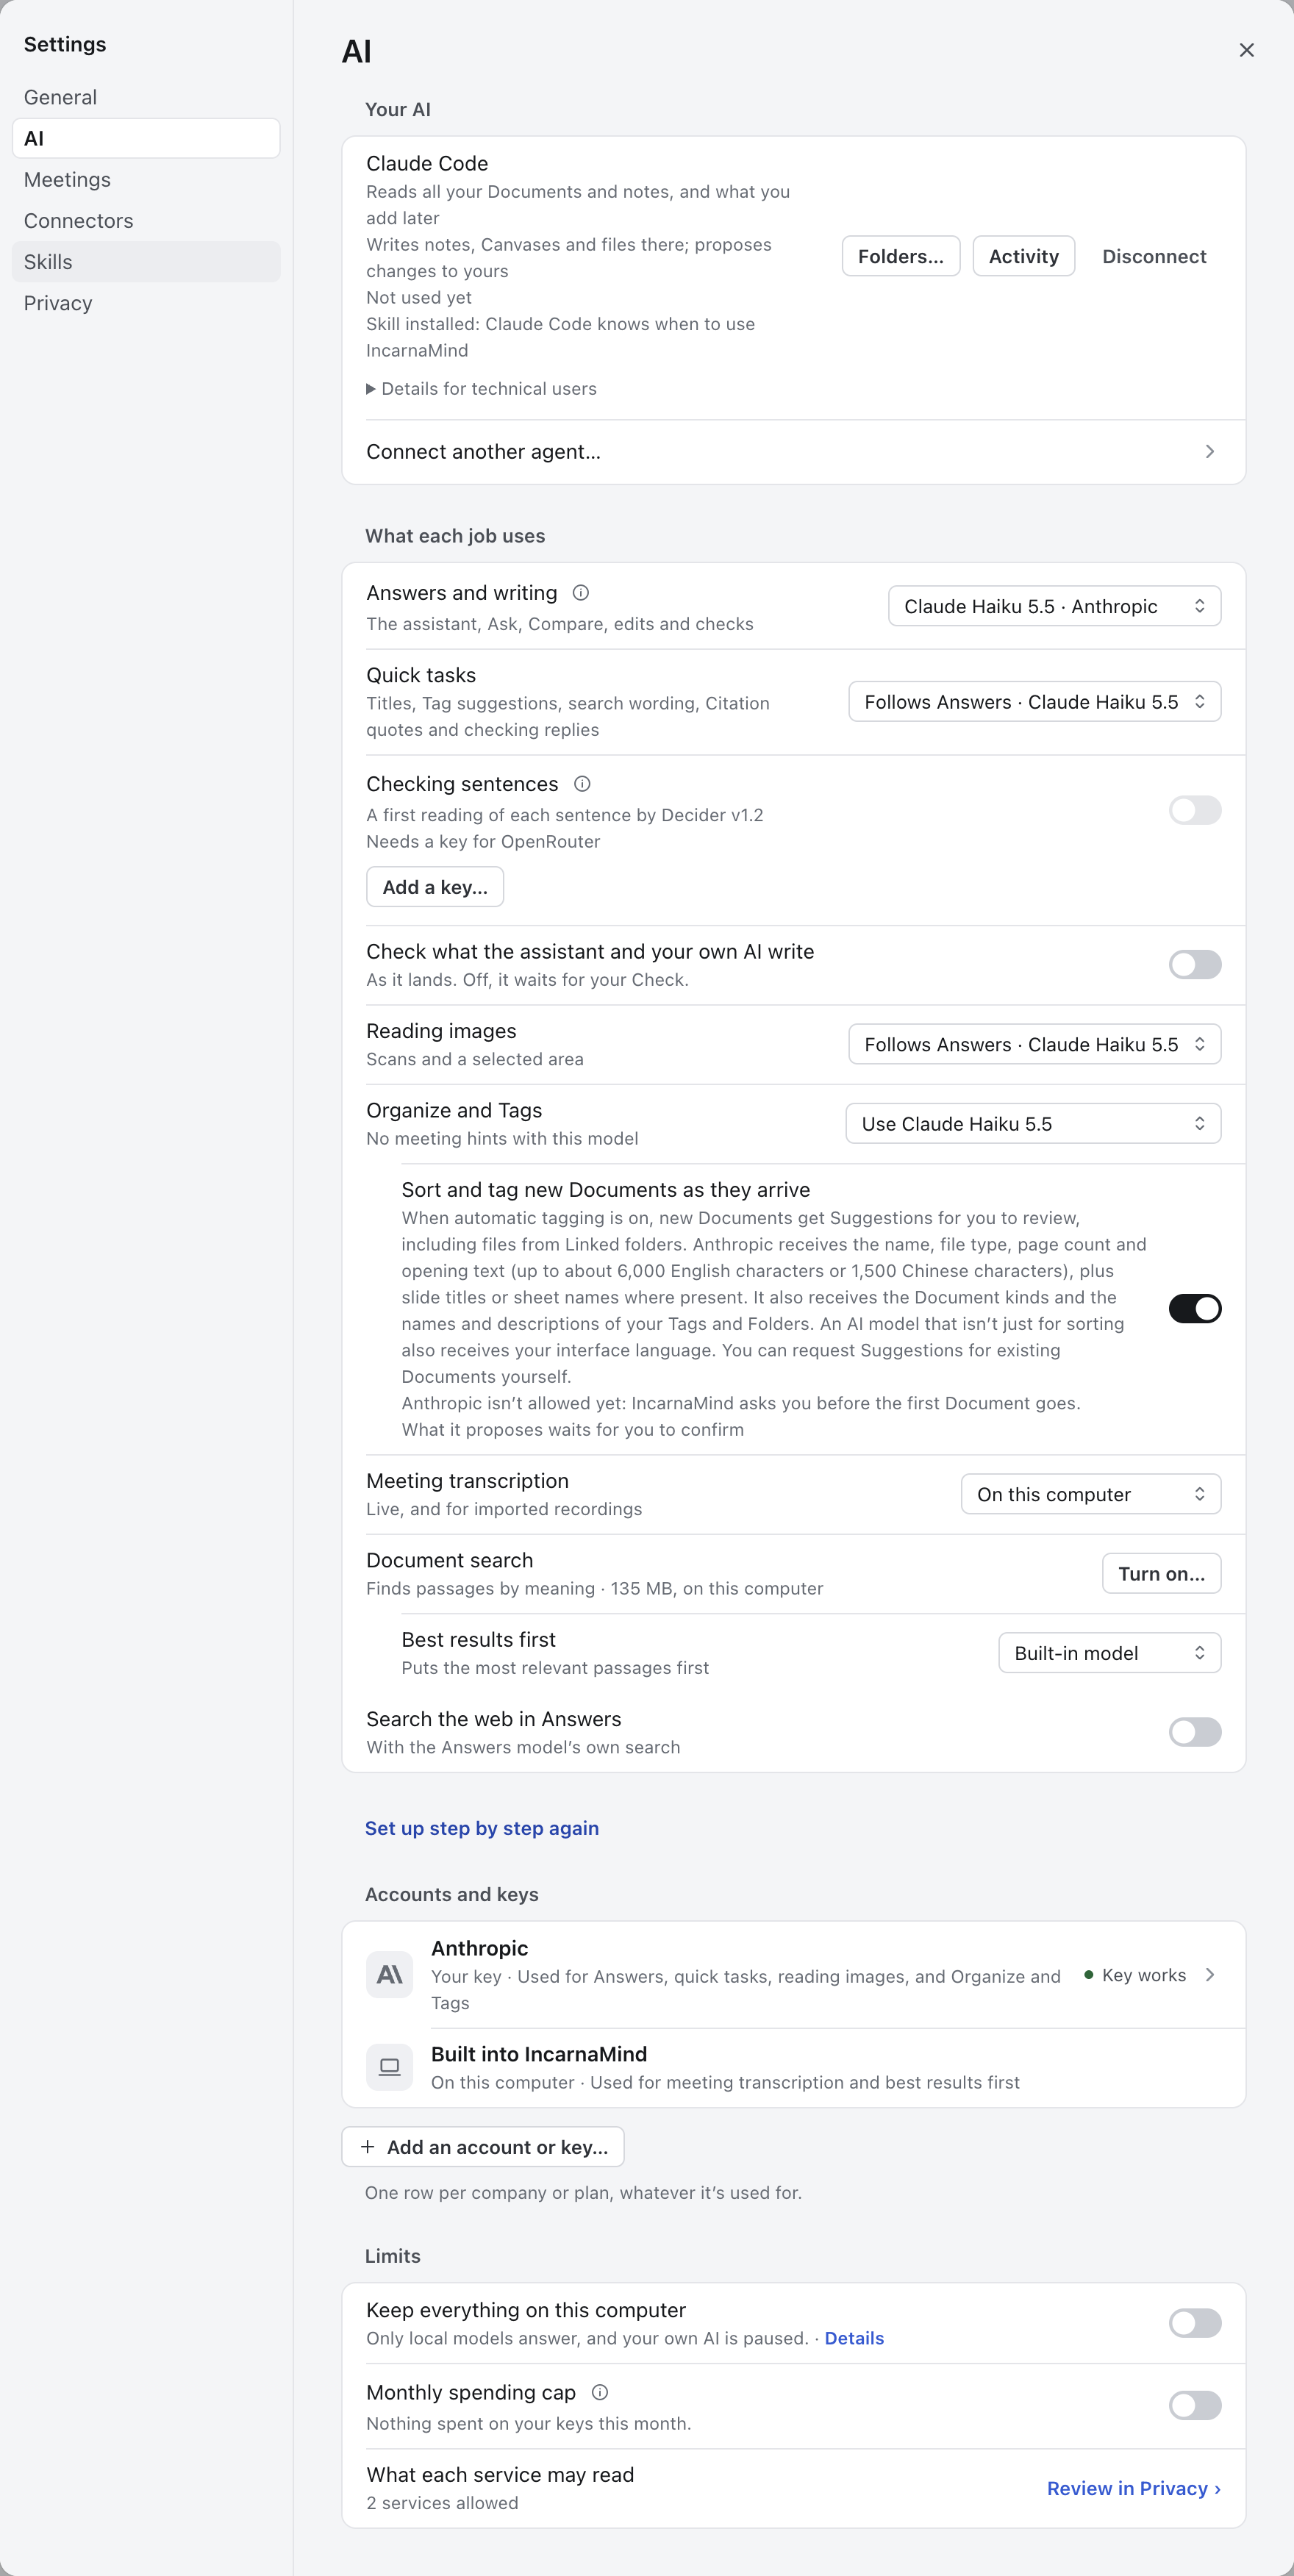 Settings
General
AI
Meetings
Connectors
Skills
Privacy
AI
Your AI
Claude Code
Reads all your Documents and notes, and what you
add later
Writes notes, Canvases and files there; proposes
changes to yours
Not used yet
Skill installed: Claude Code knows when to use
IncarnaMind
Folders...
Activity
Disconnect
Details for technical users
Connect another agent...
What each job uses
Answers and writing
The assistant, Ask, Compare, edits and checks
Claude Haiku 5.5 · Anthropic
Quick tasks
Titles, Tag suggestions, search wording, Citation
quotes and checking replies
Follows Answers · Claude Haiku 5.5
Checking sentences
A first reading of each sentence by Decider v1.2
Needs a key for OpenRouter
Add a key...
Check what the assistant and your own AI write
As it lands. Off, it waits for your Check.
Reading images
Scans and a selected area
Follows Answers · Claude Haiku 5.5
Organize and Tags
No meeting hints with this model
Use Claude Haiku 5.5
Sort and tag new Documents as they arrive
When automatic tagging is on, new Documents get Suggestions for you to review,
including files from Linked folders. Anthropic receives the name, file type, page count and
opening text (up to about 6,000 English characters or 1,500 Chinese characters), plus
slide titles or sheet names where present. It also receives the Document kinds and the
names and descriptions of your Tags and Folders. An AI model that isn’t just for sorting
also receives your interface language. You can request Suggestions for existing
Documents yourself.
Anthropic isn’t allowed yet: IncarnaMind asks you before the first Document goes.
What it proposes waits for you to confirm
Meeting transcription
Live, and for imported recordings
On this computer
Document search
Finds passages by meaning · 135 MB, on this computer
Turn on...
Best results first
Puts the most relevant passages first
Built-in model
Search the web in Answers
With the Answers model’s own search
Set up step by step again
Accounts and keys
Anthropic
Your key · Used for Answers, quick tasks, reading images, and Organize and
Tags
Key works
Built into IncarnaMind
On this computer · Used for meeting transcription and best results first
Add an account or key...
One row per company or plan, whatever it’s used for.
Limits
Keep everything on this computer
Only local models answer, and your own AI is paused. · Details
Monthly spending cap
Nothing spent on your keys this month.
What each service may read
2 services allowed
Review in Privacy ›